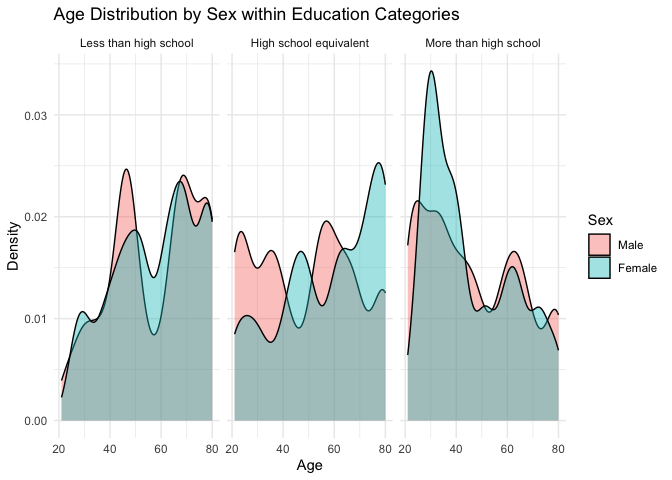 Age Distribution by Sex within Education Categories
Less than high school
High school equivalent
More than high school
0.03
0.02
0.01
0.00
Density
20 40 60 80
20 40 60 80
20 40 60 80
Age
Sex
Male
Female